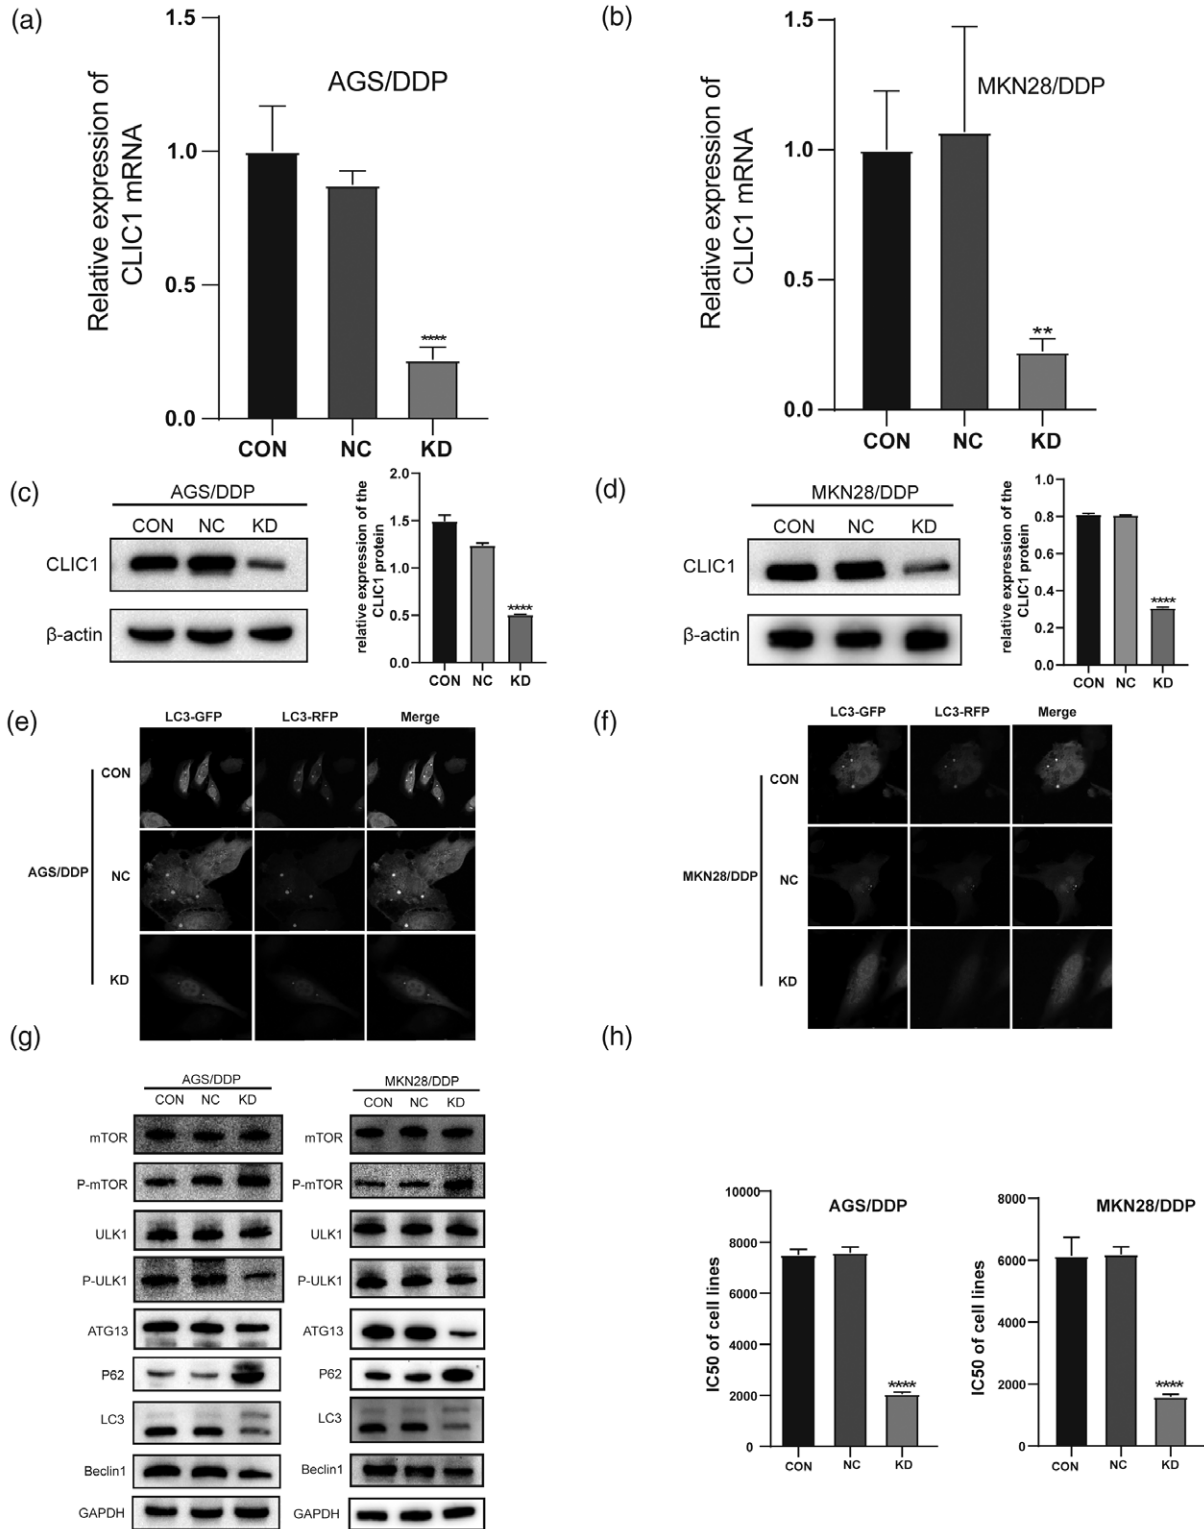 (a)
Relative expression of
CLIC1 mRNA
1.5
1.0
0.5
0.0
AGS/DDP
****
CON NC KD
(b)
Relative expression of
CLIC1 mRNA
1.5
1.0
0.5
0.0
MKN28/DDP
**
CON NC KD
(c)
AGS/DDP
CON NC KD
CLIC1
β-actin
relative expression of the
CLIC1 protein
2.0
1.5
1.0
0.5
0.0
****
CON NC KD
(d)
MKN28/DDP
CON NC KD
CLIC1
β-actin
relative expression of the
CLIC1 protein
1.0
0.8
0.6
0.4
0.2
0.0
****
CON NC KD
(e)
LC3-GFP LC3-RFP Merge
AGS/DDP
CON
NC
KD
(f)
LC3-GFP LC3-RFP Merge
MKN28/DDP
CON
NC
KD
(g)
AGS/DDP
CON NC KD
mTOR
P-mTOR
ULK1
P-ULK1
ATG13
P62
LC3
Beclin1
GAPDH
MKN28/DDP
CON NC KD
mTOR
P-mTOR
ULK1
P-ULK1
ATG13
P62
LC3
Beclin1
GAPDH
(h)
IC50 of cell lines
10000
8000
6000
4000
2000
0
AGS/DDP
****
CON NC KD
IC50 of cell lines
8000
6000
4000
2000
0
MKN28/DDP
****
CON NC KD